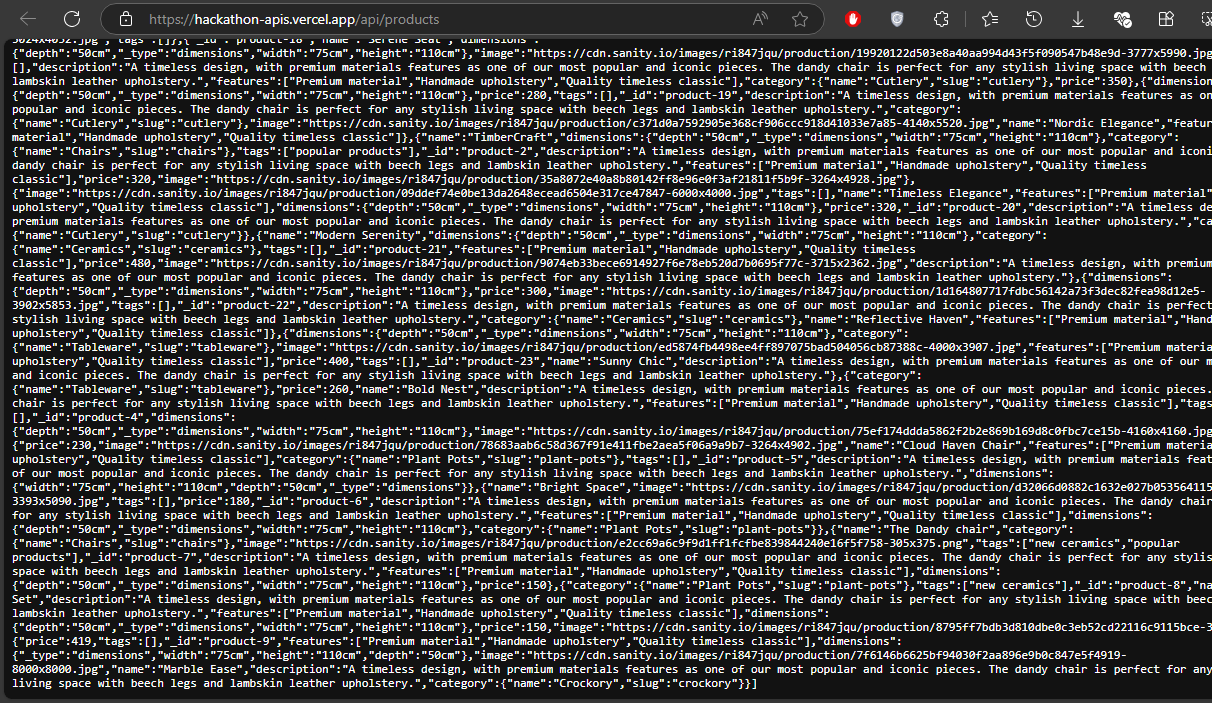 https://hackathon-apis.vercel.app/api/products
5024x4032.jpg","tags":[]},{"_id":"product-18","name":"Serene Seat","dimensions":
{"depth":"50cm","_type":"dimensions","width":"75cm","height":"110cm"},"image":"https://cdn.sanity.io/images/ri847jqu/production/19920122d503e8a40aa994d43f5f090547b48e9d-3777x5990.jpg
[],"description":"A timeless design, with premium materials features as one of our most popular and iconic pieces. The dandy chair is perfect for any stylish living space with beech
lambskin leather upholstery.","features":["Premium material","Handmade upholstery","Quality timeless classic"],"category":{"name":"Cutlery","slug":"cutlery"},"price":350},{"dimension
{"depth":"50cm","_type":"dimensions","width":"75cm","height":"110cm"},"price":280,"tags":[],"_id":"product-19","description":"A timeless design, with premium materials features as on
popular and iconic pieces. The dandy chair is perfect for any stylish living space with beech legs and lambskin leather upholstery.","category":
{"name":"Cutlery","slug":"cutlery"},"image":"https://cdn.sanity.io/images/ri847jqu/production/c371d0a7592905e368cf906ccc918d41033e7a85-4140x5520.jpg","name":"Nordic Elegance","featur
material","Handmade upholstery","Quality timeless classic"]},{"name":"TimberCraft","dimensions":{"depth":"50cm","_type":"dimensions","width":"75cm","height":"110cm"},"category":
{"name":"Chairs","slug":"chairs"},"tags":["popular products"],"_id":"product-2","description":"A timeless design, with premium materials features as one of our most popular and iconi
dandy chair is perfect for any stylish living space with beech legs and lambskin leather upholstery.","features":["Premium material","Handmade upholstery","Quality timeless
classic"],"price":320,"image":"https://cdn.sanity.io/images/ri847jqu/production/35a8072e40a8b80142ff8e96e0f3af21811f5b9f-3264x4928.jpg"},
{"image":"https://cdn.sanity.io/images/ri847jqu/production/09ddef74e0be13da2648ecead6504e317ce47847-6000x4000.jpg","tags":[],"name":"Timeless Elegance","features":["Premium material"
upholstery","Quality timeless classic"],"dimensions":{"depth":"50cm","_type":"dimensions","width":"75cm","height":"110cm"},"price":320,"_id":"product-20","description":"A timeless de
premium materials features as one of our most popular and iconic pieces. The dandy chair is perfect for any stylish living space with beech legs and lambskin leather upholstery.","ca
{"name":"Cutlery","slug":"cutlery"}},{"name":"Modern Serenity","dimensions":{"depth":"50cm","_type":"dimensions","width":"75cm","height":"110cm"},"category":
{"name":"Ceramics","slug":"ceramics"},"tags":[],"_id":"product-21","features":["Premium material","Handmade upholstery","Quality timeless
classic"],"price":480,"image":"https://cdn.sanity.io/images/ri847jqu/production/9074eb33bece6914927f6e78eb520d7b0695f77c-3715x2362.jpg","description":"A timeless design, with premium
features as one of our most popular and iconic pieces. The dandy chair is perfect for any stylish living space with beech legs and lambskin leather upholstery."},{"dimensions":
{"depth":"50cm","_type":"dimensions","width":"75cm","height":"110cm"},"price":300,"image":"https://cdn.sanity.io/images/ri847jqu/production/1d164807717fdbc56142a73f3dec82fea98d12e5-
3902x5853.jpg","tags":[],"_id":"product-22","description":"A timeless design, with premium materials features as one of our most popular and iconic pieces. The dandy chair is perfect
stylish living space with beech legs and lambskin leather upholstery.","category":{"name":"Ceramics","slug":"ceramics"},"name":"Reflective Haven","features":["Premium material","Hand
upholstery","Quality timeless classic"]},{"dimensions":{"depth":"50cm","_type":"dimensions","width":"75cm","height":"110cm"},"category":
{"name":"Tableware","slug":"tableware"},"image":"https://cdn.sanity.io/images/ri847jqu/production/ed5874fb4498ee4ff897075bad504056cb87388c-4000x3907.jpg","features":["Premium materia
upholstery","Quality timeless classic"],"price":400,"tags":[],"_id":"product-23","name":"Sunny Chic","description":"A timeless design, with premium materials features as one of our m
and iconic pieces. The dandy chair is perfect for any stylish living space with beech legs and lambskin leather upholstery."},{"category":
{"name":"Tableware","slug":"tableware"},"price":260,"name":"Bold Nest","description":"A timeless design, with premium materials features as one of our most popular and iconic pieces.
chair is perfect for any stylish living space with beech legs and lambskin leather upholstery.","features":["Premium material","Handmade upholstery","Quality timeless classic"],"tags
[],"_id":"product-4","dimensions":
{"depth":"50cm","_type":"dimensions","width":"75cm","height":"110cm"},"image":"https://cdn.sanity.io/images/ri847jqu/production/75ef174ddda5862f2b2e869b169d8c0fbc7ce15b-4160x4160.jpg
{"price":230,"image":"https://cdn.sanity.io/images/ri847jqu/production/78683aab6c58d367f91e411fbe2aea5f06a9a9b7-3264x4902.jpg","name":"Cloud Haven Chair","features":["Premium materia
upholstery","Quality timeless classic"],"category":{"name":"Plant Pots","slug":"plant-pots"},"tags":[],"_id":"product-5","description":"A timeless design, with premium materials feat
of our most popular and iconic pieces. The dandy chair is perfect for any stylish living space with beech legs and lambskin leather upholstery.","dimensions":
{"width":"75cm","height":"110cm","depth":"50cm","_type":"dimensions"}},{"name":"Bright Space","image":"https://cdn.sanity.io/images/ri847jqu/production/d32066d0882c1632e027b053564115
3393x5090.jpg","tags":[],"price":180,"_id":"product-6","description":"A timeless design, with premium materials features as one of our most popular and iconic pieces. The dandy chair
for any stylish living space with beech legs and lambskin leather upholstery.","features":["Premium material","Handmade upholstery","Quality timeless classic"],"dimensions":
{"depth":"50cm","_type":"dimensions","width":"75cm","height":"110cm"},"category":{"name":"Plant Pots","slug":"plant-pots"}},{"name":"The Dandy chair","category":
{"name":"Chairs","slug":"chairs"},"image":"https://cdn.sanity.io/images/ri847jqu/production/e2cc69a6c9f9d1ff1fcfbe839844240e16f5f758-305x375.png","tags":["new ceramics","popular
products"],"_id":"product-7","description":"A timeless design, with premium materials features as one of our most popular and iconic pieces. The dandy chair is perfect for any stylis
space with beech legs and lambskin leather upholstery.","features":["Premium material","Handmade upholstery","Quality timeless classic"],"dimensions":
{"depth":"50cm","_type":"dimensions","width":"75cm","height":"110cm"},"price":150},{"category":{"name":"Plant Pots","slug":"plant-pots"},"tags":["new ceramics"],"_id":"product-8","na
Set","description":"A timeless design, with premium materials features as one of our most popular and iconic pieces. The dandy chair is perfect for any stylish living space with beec
lambskin leather upholstery.","features":["Premium material","Handmade upholstery","Quality timeless classic"],"dimensions":
{"depth":"50cm","_type":"dimensions","width":"75cm","height":"110cm"},"price":150,"image":"https://cdn.sanity.io/images/ri847jqu/production/8795ff7bdb3d810dbe0c3eb52cd22116c9115bce-3
{"price":419,"tags":[],"_id":"product-9","features":["Premium material","Handmade upholstery","Quality timeless classic"],"dimensions":
{"_type":"dimensions","width":"75cm","height":"110cm","depth":"50cm"},"image":"https://cdn.sanity.io/images/ri847jqu/production/7f6146b6625bf94030f2aa896e9b0c847e5f4919-
8000x8000.jpg","name":"Marble Ease","description":"A timeless design, with premium materials features as one of our most popular and iconic pieces. The dandy chair is perfect for any
living space with beech legs and lambskin leather upholstery.","category":{"name":"Crockory","slug":"crockory"}}]